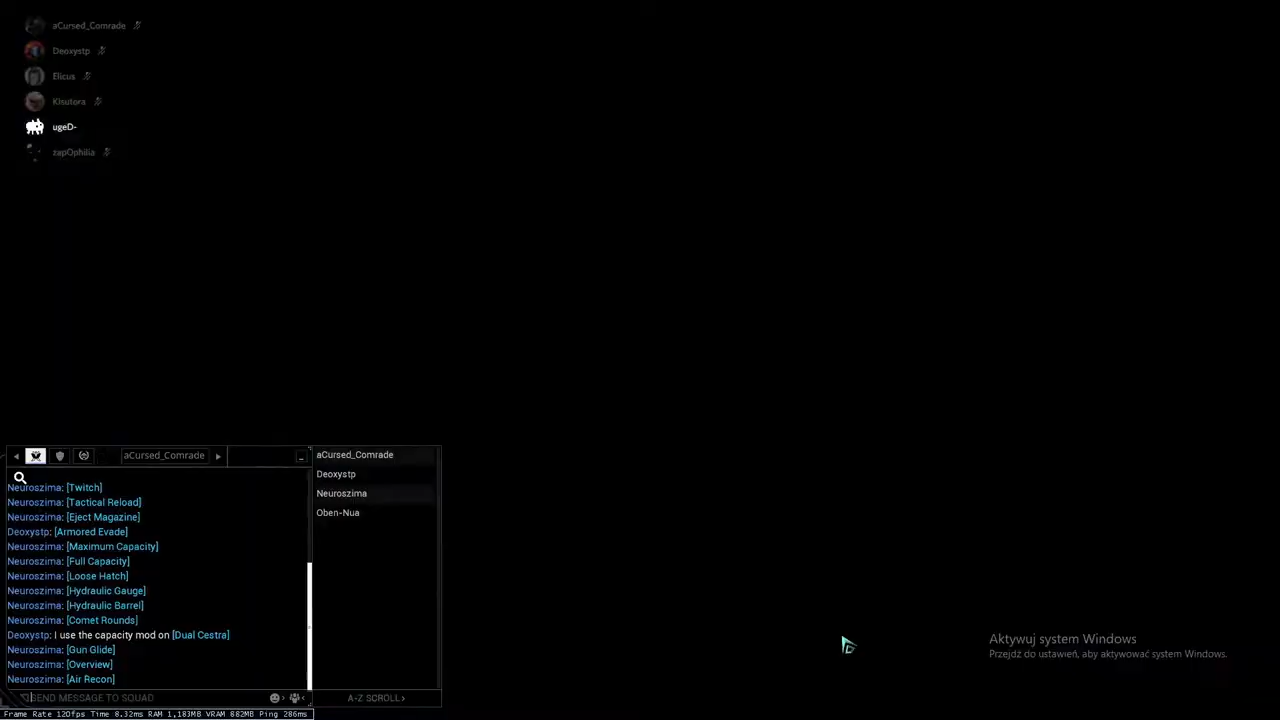 aCursed_Comrade
Deoxystp
Elicus
Kisutora
ugeD-
zapOphilia
aCursed_Comrade
Neuroszima: [Twitch]
Neuroszima: [Tactical Reload]
Neuroszima: [Eject Magazine]
Deoxystp: [Armored Evade]
Neuroszima: [Maximum Capacity]
Neuroszima: [Full Capacity]
Neuroszima: [Loose Hatch]
Neuroszima: [Hydraulic Gauge]
Neuroszima: [Hydraulic Barrel]
Neuroszima: [Comet Rounds]
Deoxystp: I use the capacity mod on [Dual Cestra]
Neuroszima: [Gun Glide]
Neuroszima: [Overview]
Neuroszima: [Air Recon]
SEND MESSAGE TO SQUAD
aCursed_Comrade
Deoxystp
Neuroszima
Oben-Nua
A-Z SCROLL>
Aktywuj system Windows
Przejdź do ustawień, aby aktywować system Windows.
Frame Rate 120fps Time 8.32ms RAM 1,183MB VRAM 882MB Ping 286ms